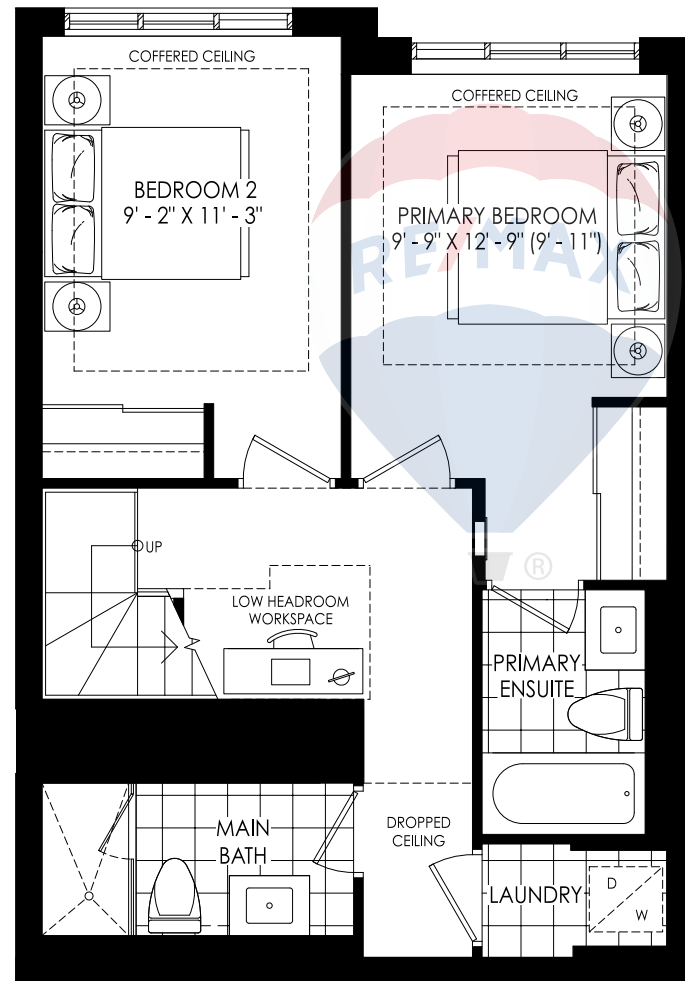 COFFERED CEILING
BEDROOM 2
9' - 2" X 11' - 3"
COFFERED CEILING
PRIMARY BEDROOM
9' - 9" X 12' - 9" (9' - 11")
RE/MAX
®
UP
LOW HEADROOM
WORKSPACE
PRIMARY
ENSUITE
MAIN
BATH
DROPPED
CEILING
LAUNDRY
D
W